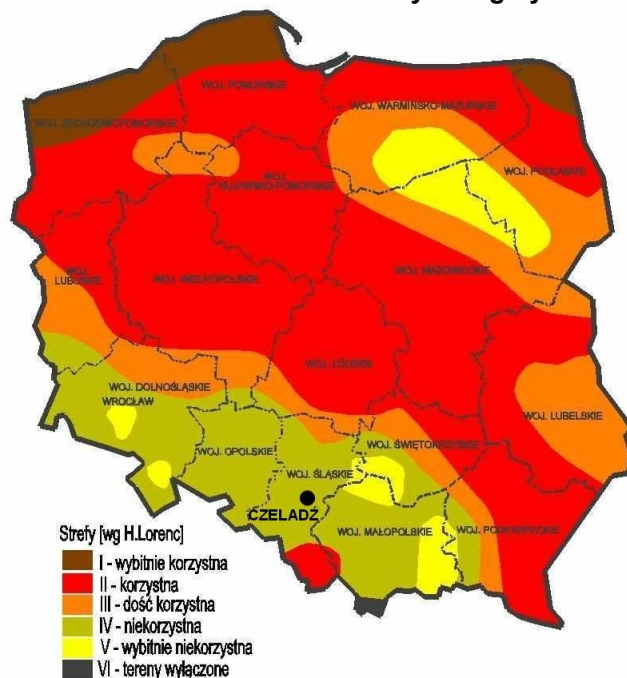 WOJ. POMORSKIE
WOJ. WARMIŃSKO-MAZURSKIE
WOJ. ZACHODNIOPOMORSKIE
WOJ. PODLASKIE
WOJ.
KUJAWSKO-POMORSKIE
WOJ.
LUBUSKIE
WOJ. WIELKOPOLSKIE
WOJ. MAZOWIECKIE
WOJ. ŁÓDZKIE
WOJ. DOLNOŚLĄSKIE
WROCŁAW
WOJ. LUBELSKIE
WOJ. ŚWIĘTOKRZYSKIE
WOJ. OPOLSKIE
WOJ. ŚLĄSKIE
CZELADŹ
WOJ. MAŁOPOLSKIE
WOJ. PODKARPACKIE
Strefy [wg H.Lorenc]
I - wybitnie korzystna
II - korzystna
III - dość korzystna
IV - niekorzystna
V - wybitnie niekorzystna
VI - tereny wyłączone